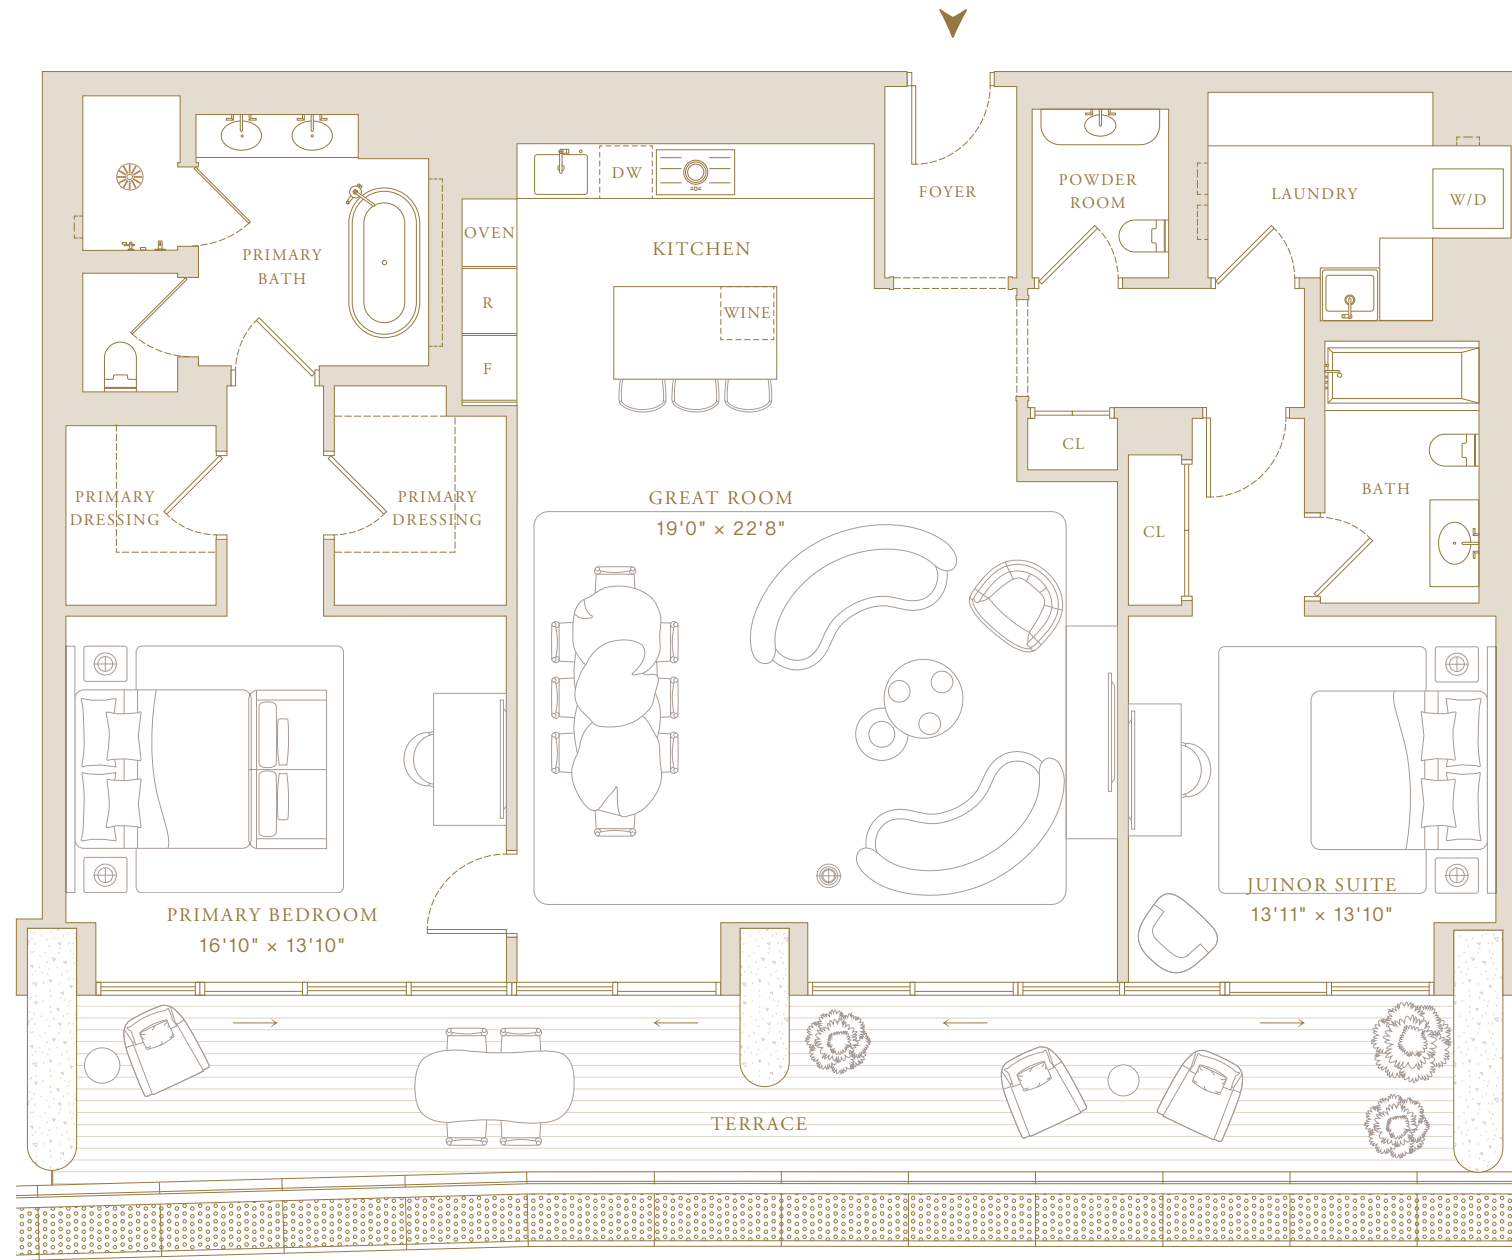 DW
FOYER
POWDER
ROOM
LAUNDRY
W/D
OVEN
KITCHEN
PRIMARY
BATH
R
WINE
F
CL
PRIMARY
DRESSING
PRIMARY
DRESSING
GREAT ROOM
19'0" × 22'8"
BATH
CL
JUINOR SUITE
13'11" × 13'10"
PRIMARY BEDROOM
16'10" × 13'10"
TERRACE